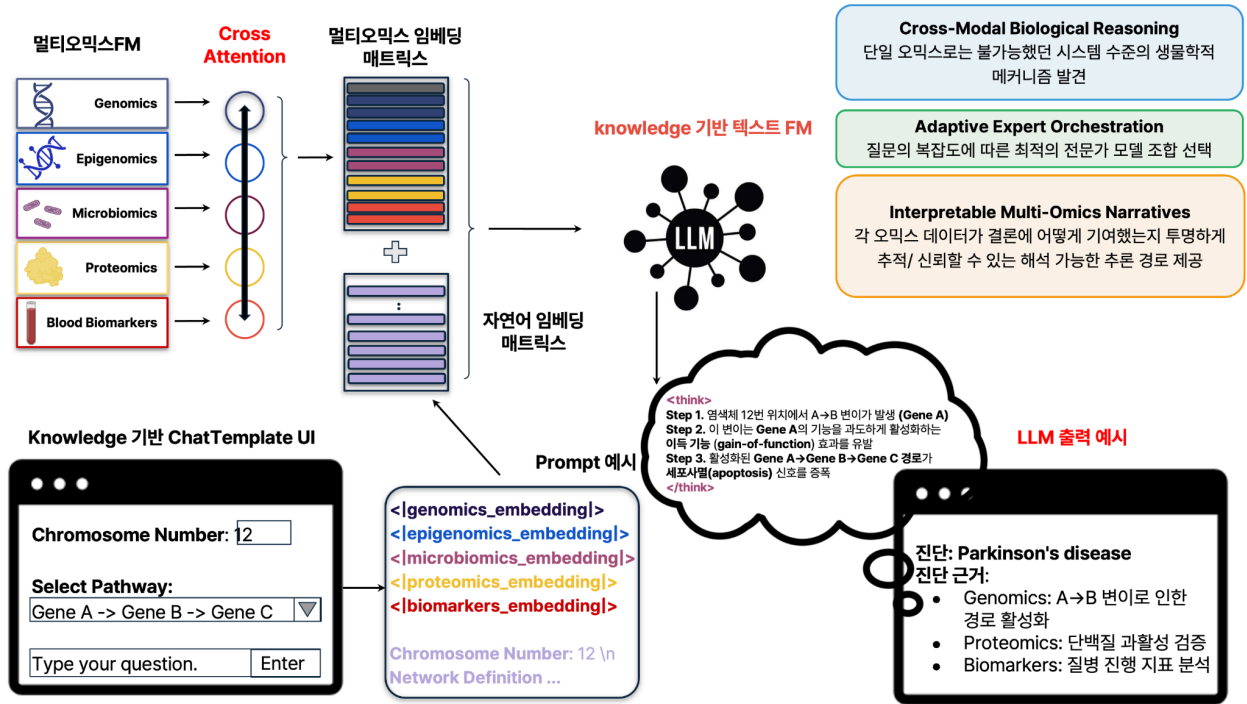 멀티오믹스FM
Cross
Attention
멀티오믹스 임베딩
매트릭스
Genomics
Epigenomics
Microbiomics
Proteomics
Blood Biomarkers
자연어 임베딩
매트릭스
knowledge 기반 텍스트 FM
LLM
Cross-Modal Biological Reasoning
단일 오믹스로는 불가능했던 시스템 수준의 생물학적
메커니즘 발견
Adaptive Expert Orchestration
질문의 복잡도에 따른 최적의 전문가 모델 조합 선택
Interpretable Multi-Omics Narratives
각 오믹스 데이터가 결론에 어떻게 기여했는지 투명하게
추적/ 신뢰할 수 있는 해석 가능한 추론 경로 제공
Knowledge 기반 ChatTemplate UI
Chromosome Number: 12
Select Pathway:
Gene A -> Gene B -> Gene C
Type your question.
Enter
Prompt 예시
<|genomics_embedding|>
<|epigenomics_embedding|>
<|microbiomics_embedding|>
<|proteomics_embedding|>
<|biomarkers_embedding|>
Chromosome Number: 12 \n
Network Definition ...
<think>
Step 1. 염색체 12번 위치에서 A→B 변이가 발생 (Gene A)
Step 2. 이 변이는 Gene A의 기능을 과도하게 활성화하는
이득 기능 (gain-of-function) 효과를 유발
Step 3. 활성화된 Gene A→Gene B→Gene C 경로가
세포사멸(apoptosis) 신호를 증폭
</think>
LLM 출력 예시
진단: Parkinson's disease
진단 근거:
• Genomics: A→B 변이로 인한
경로 활성화
• Proteomics: 단백질 과활성 검증
• Biomarkers: 질병 진행 지표 분석